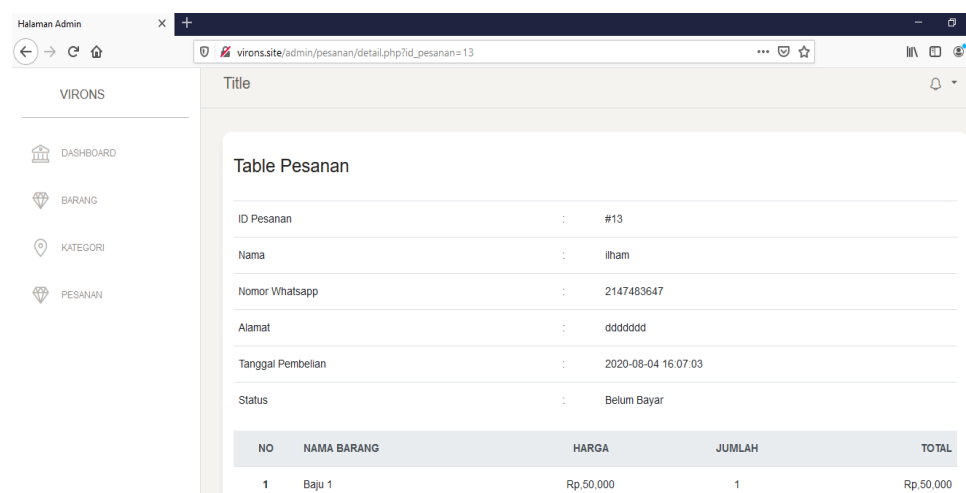 Halaman Admin
virons.site/admin/pesanan/detail.php?id_pesanan=13
VIRONS
Title
DASHBOARD
BARANG
KATEGORI
PESANAN
Table Pesanan
ID Pesanan : #13
Nama : ilham
Nomor Whatsapp : 2147483647
Alamat : ddddddd
Tanggal Pembelian : 2020-08-04 16:07:03
Status : Belum Bayar
NO NAMA BARANG HARGA JUMLAH TOTAL
1 Baju 1 Rp,50,000 1 Rp,50,000